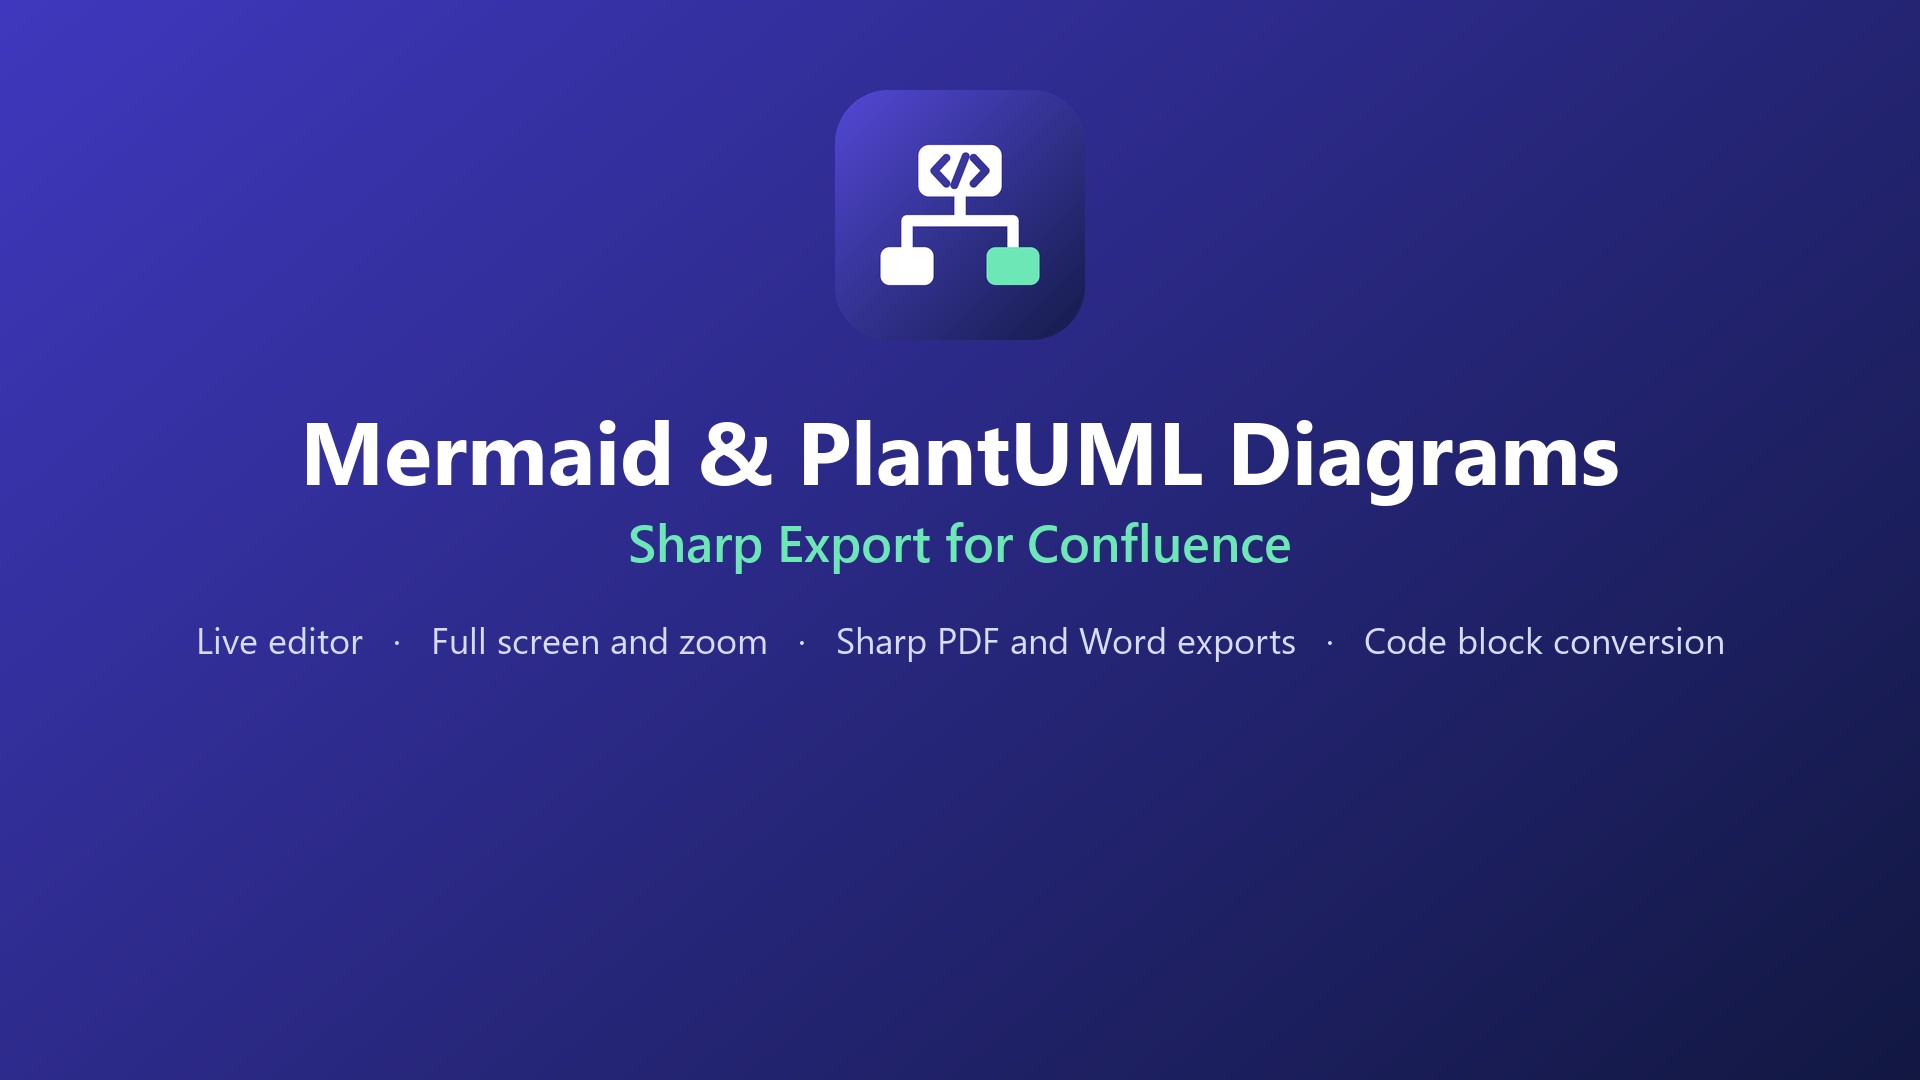 </>
Mermaid & PlantUML Diagrams
Sharp Export for Confluence
Live editor · Full screen and zoom · Sharp PDF and Word exports · Code block conversion